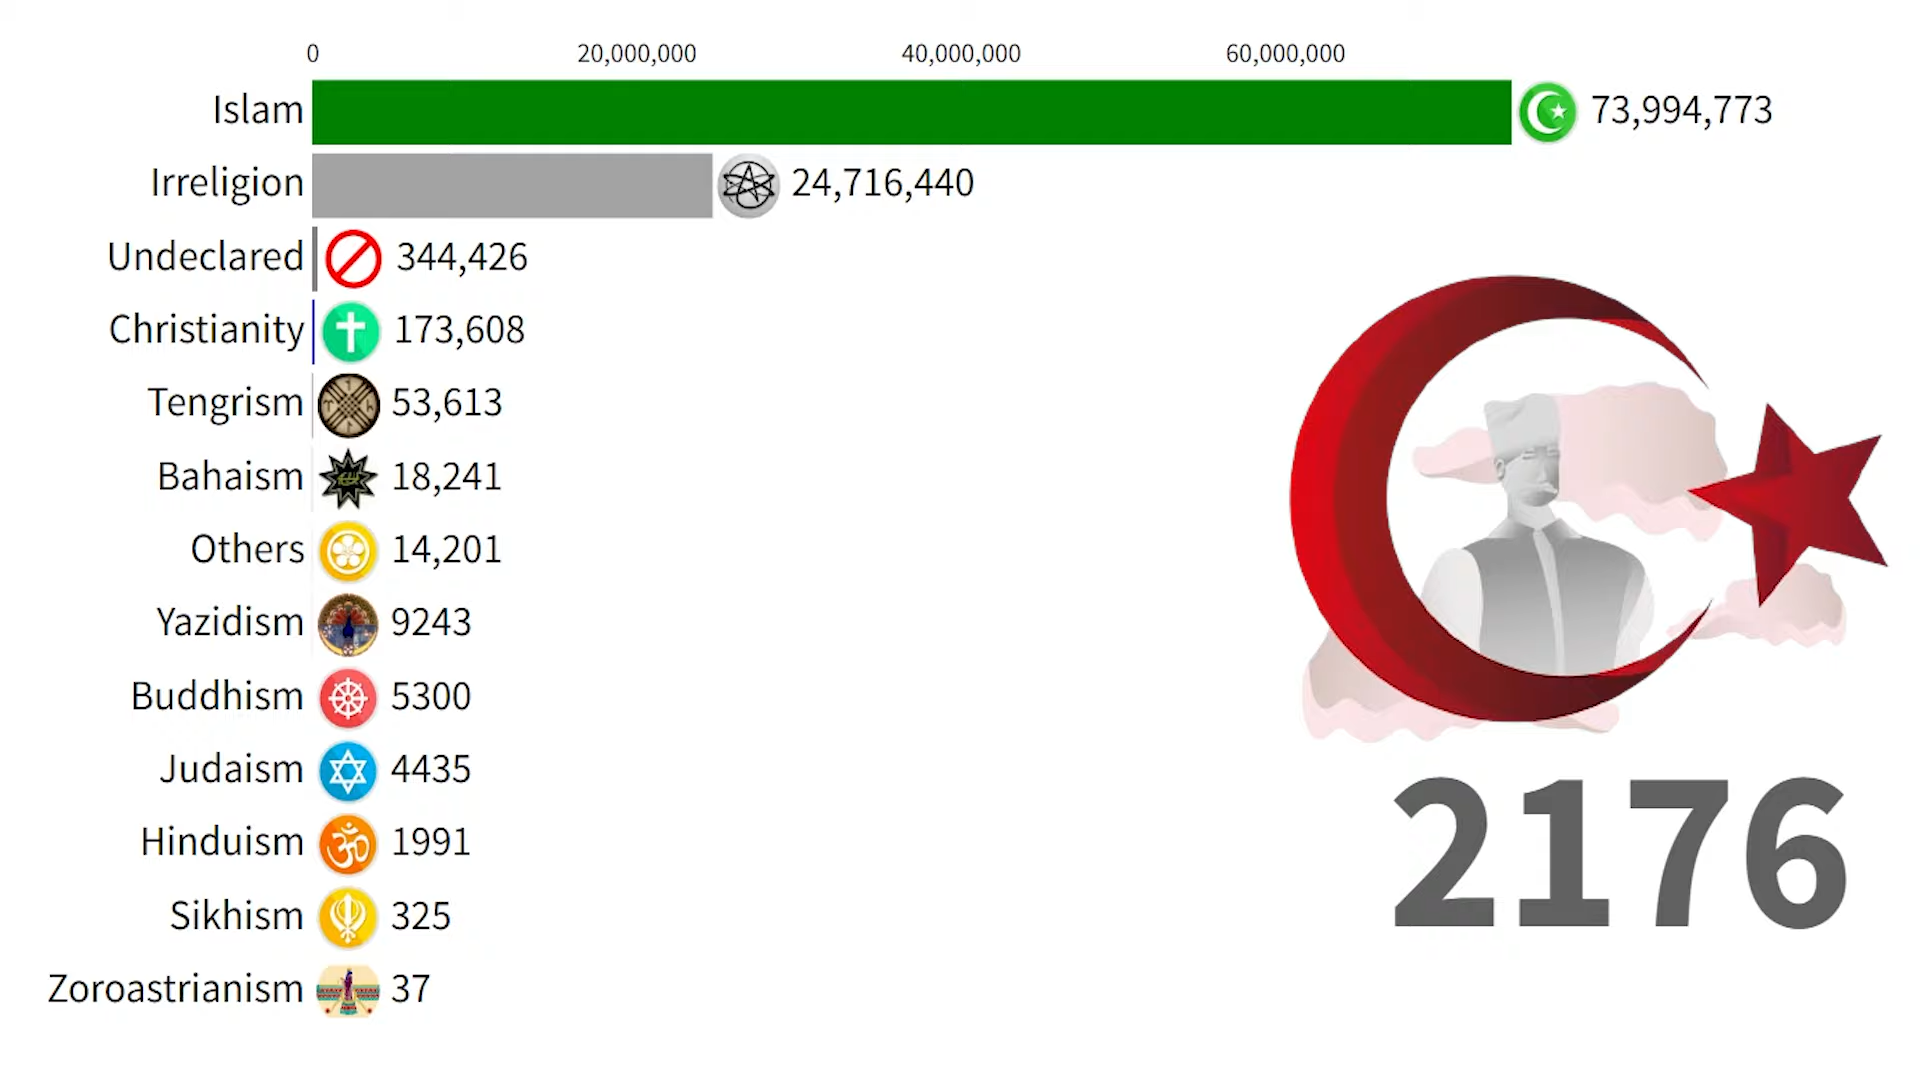 0 20,000,000 40,000,000 60,000,000
Islam 73,994,773
Irreligion 24,716,440
Undeclared 344,426
Christianity 173,608
Tengrism 53,613
Bahaism 18,241
Others 14,201
Yazidism 9243
Buddhism 5300
Judaism 4435
Hinduism 1991
Sikhism 325
Zoroastrianism 37
2176